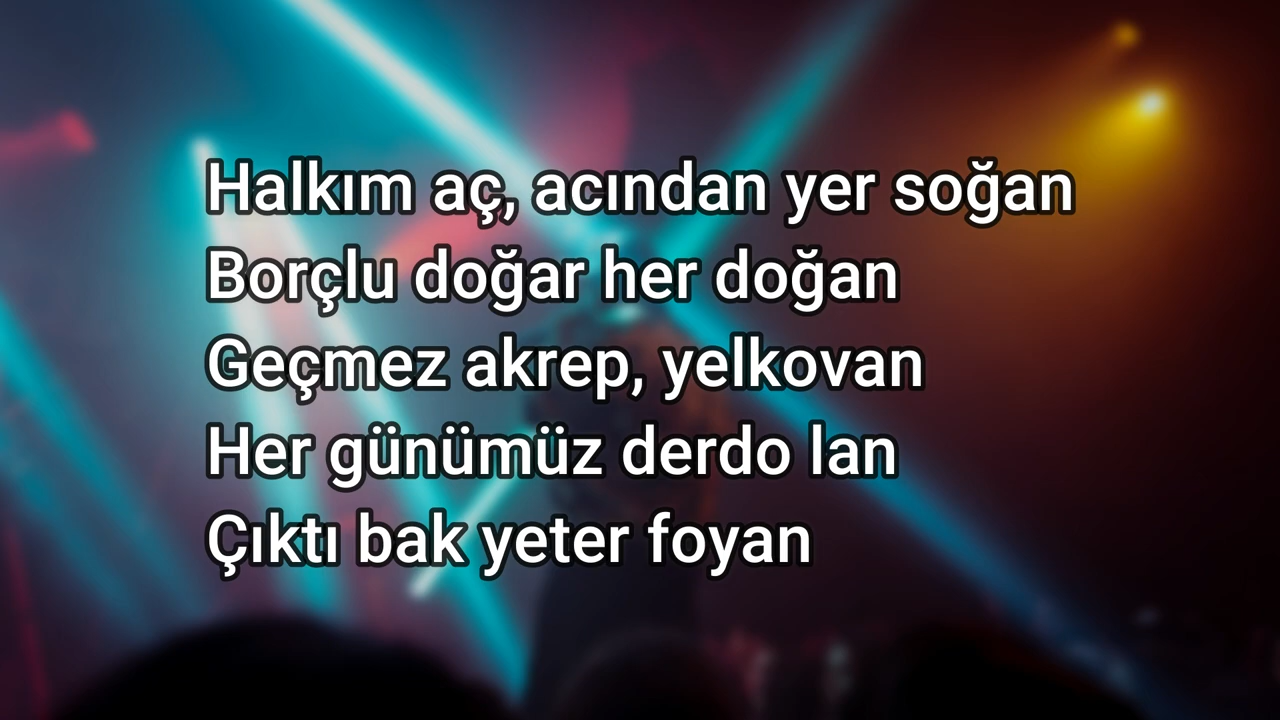 Halkım aç, acından yer soğan
Borçlu doğar her doğan
Geçmez akrep, yelkovan
Her günümüz derdo lan
Çıktı bak yeter foyan